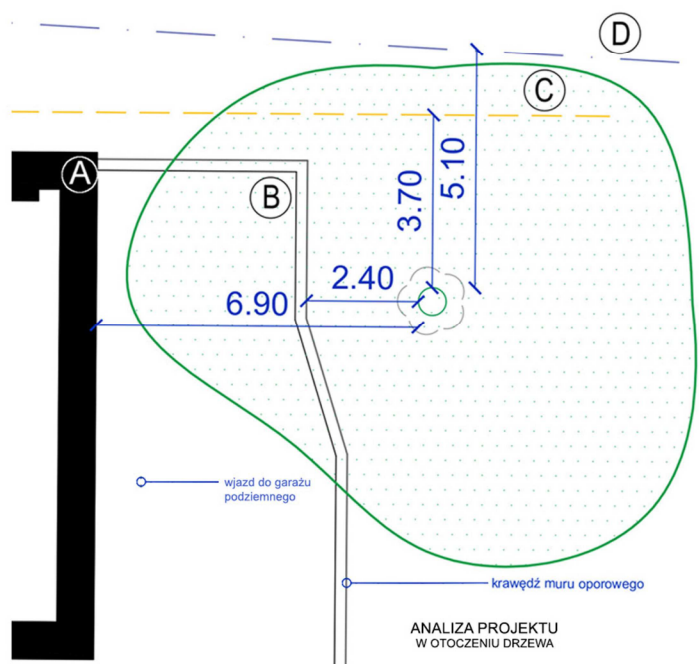 D
C
A
B
5.10
3.70
2.40
6.90
wjazd do garażu
podziemnego
krawędź muru oporowego
ANALIZA PROJEKTU
W OTOCZENIU DRZEWA